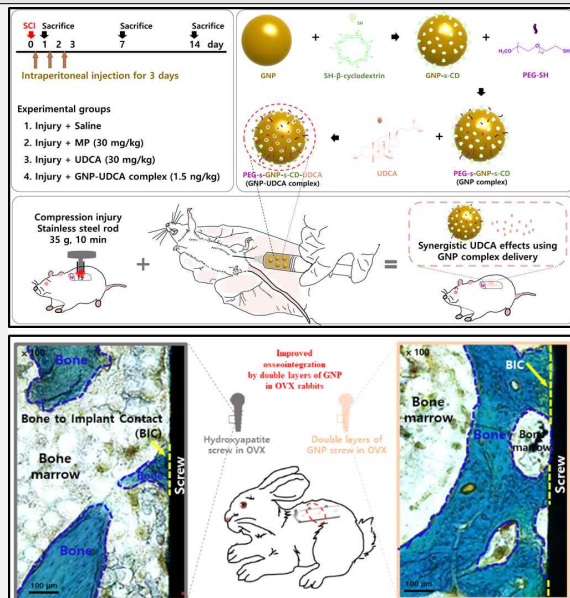 SCI
Sacrifice
Sacrifice
Sacrifice
0
1
2
3
7
14
day
Intraperitoneal injection for 3 days
Experimental groups
1. Injury + Saline
2. Injury + MP (30 mg/kg)
3. Injury + UDCA (30 mg/kg)
4. Injury + GNP-UDCA complex (1.5 ng/kg)
SH
GNP
+
SH-β-cyclodextrin
GNP-s-CD
+
H₃CO
SH
PEG-SH
PEG-s-GNP-s-CD-UDCA
(GNP-UDCA complex)
UDCA
+
PEG-s-GNP-s-CD
(GNP complex)
Compression injury
Stainless steel rod
35 g, 10 min
+
=
Synergistic UDCA effects using
GNP complex delivery
× 100
Bone
Bone to Implant Contact
(BIC)
Bone
marrow
Bone
Bone
Screw
100 μm
Improved
osseointegration
by double layers of GNP
in OVX rabbits
Hydroxyapatite
screw in OVX
Double layers of
GNP screw in OVX
× 100
BIC
Bone
marrow
Bone
Bone
marrow
Screw
100 μm